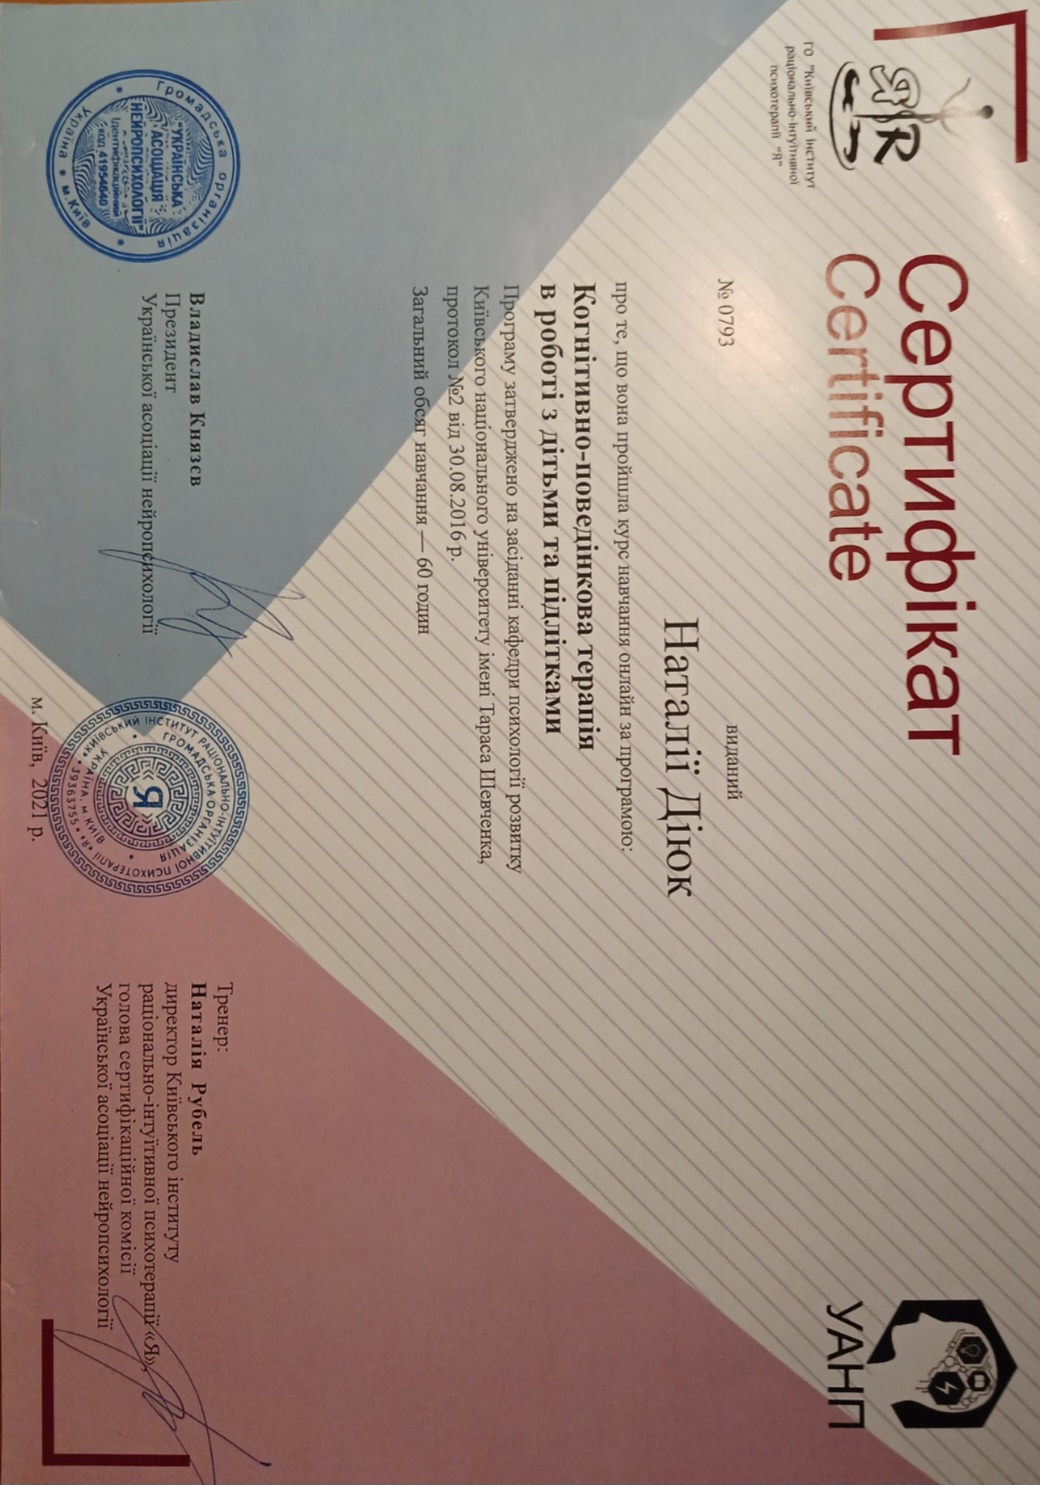 ГО "Київський інститут
раціонально-інтуїтивної
психотерапії "Я"
Сертифікат
Certificate
УАНП
№ 0793
виданий
Наталії Діюк
про те, що вона пройшла курс навчання онлайн за програмою:
Когнітивно-поведінкова терапія
в роботі з дітьми та підлітками
Програму затверджено на засіданні кафедри психології розвитку
Київського національного університету імені Тараса Шевченка,
протокол №2 від 30.08.2016 р.
Загальний обсяг навчання — 60 годин
Владислав Князєв
Президент
Української асоціації нейропсихології
Тренер:
Наталія Рубель
директор Київського інституту
раціонально-інтуїтивної психотерапії «Я»,
голова сертифікаційної комісії
Української асоціації нейропсихології
Громадська організація
"УКРАЇНСЬКА
АСОЦІАЦІЯ
НЕЙРОПСИХОЛОГІЇ"
Ідентифікаційний
код 41954640
Україна * м.Київ
КИЇВСЬКИЙ ІНСТИТУТ РАЦІОНАЛЬНО-ІНТУЇТИВНОЇ ПСИХОТЕРАПІЇ «Я»
ГРОМАДСЬКА ОРГАНІЗАЦІЯ
«Я»
УКРАЇНА, м КИЇВ
39363755
м. Київ, 2021 р.